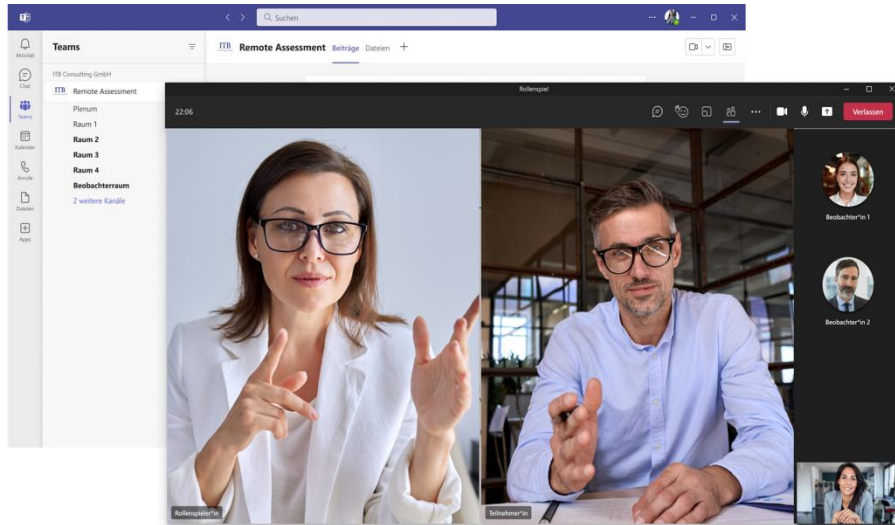 Suchen
Aktivität
Chat
Teams
Kalender
Anrufe
Dateien
Apps
Teams
ITB Consulting GmbH
ITB Remote Assessment
Plenum
Raum 1
Raum 2
Raum 3
Raum 4
Beobachterraum
2 weitere Kanäle
ITB Remote Assessment Beiträge Dateien
Rollenspiel
22:06
Verlassen
Beobachter*in 1
Beobachter*in 2
Rollenspieler*in
Teilnehmer*in